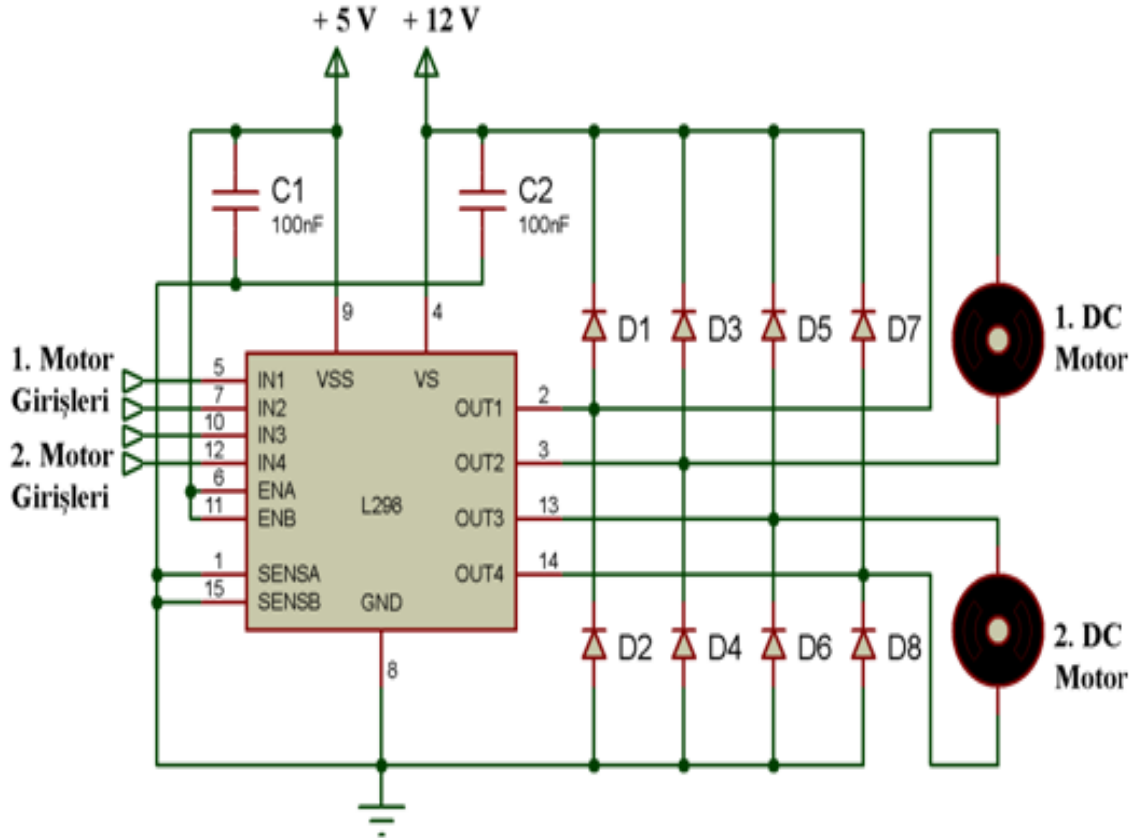 + 5 V + 12 V
C1
100nF
C2
100nF
9
4
1. Motor
Girişleri
2. Motor
Girişleri
5
7
10
12
6
11
1
15
IN1
IN2
IN3
IN4
ENA
ENB
SENSA
SENSB
VSS
VS
L298
GND
8
OUT1
OUT2
OUT3
OUT4
2
3
13
14
D1
D3
D5
D7
D2
D4
D6
D8
1. DC
Motor
2. DC
Motor